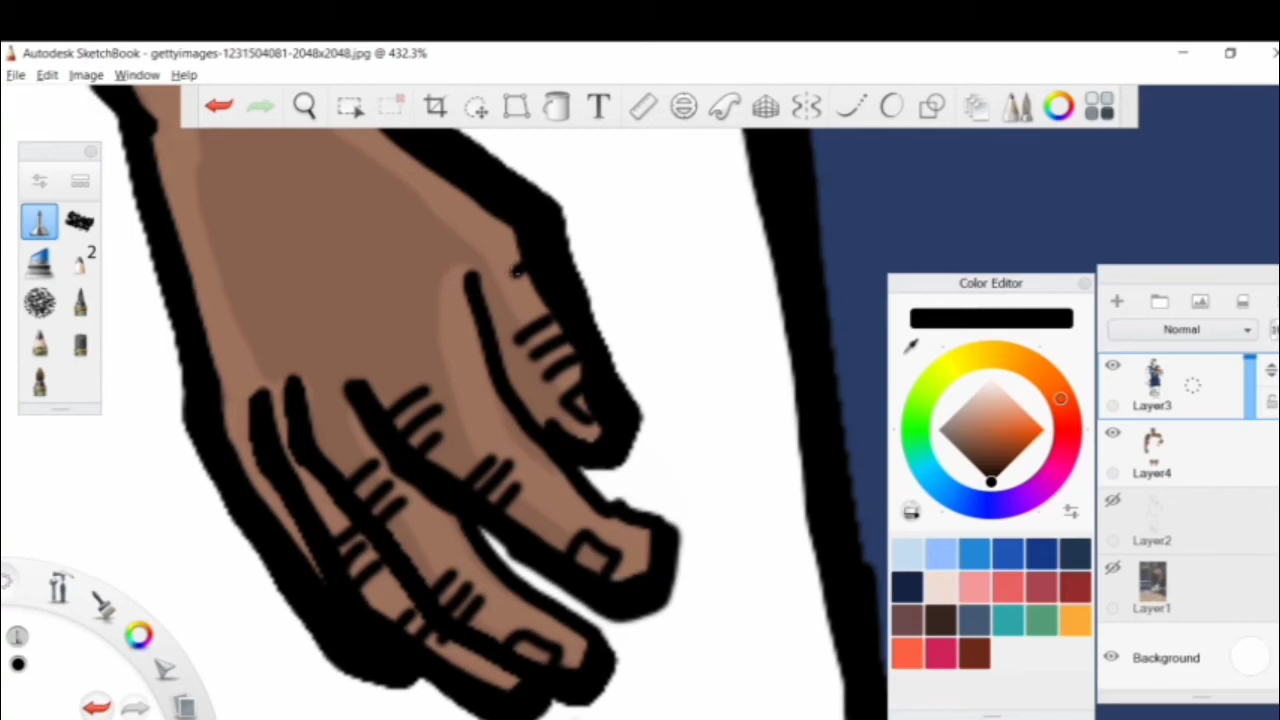 Autodesk SketchBook - gettyimages-1231504081-2048x2048.jpg @ 432.3%
File Edit Image Window Help
T
2
Color Editor
Normal
Layer3
Layer4
Layer2
Layer1
Background